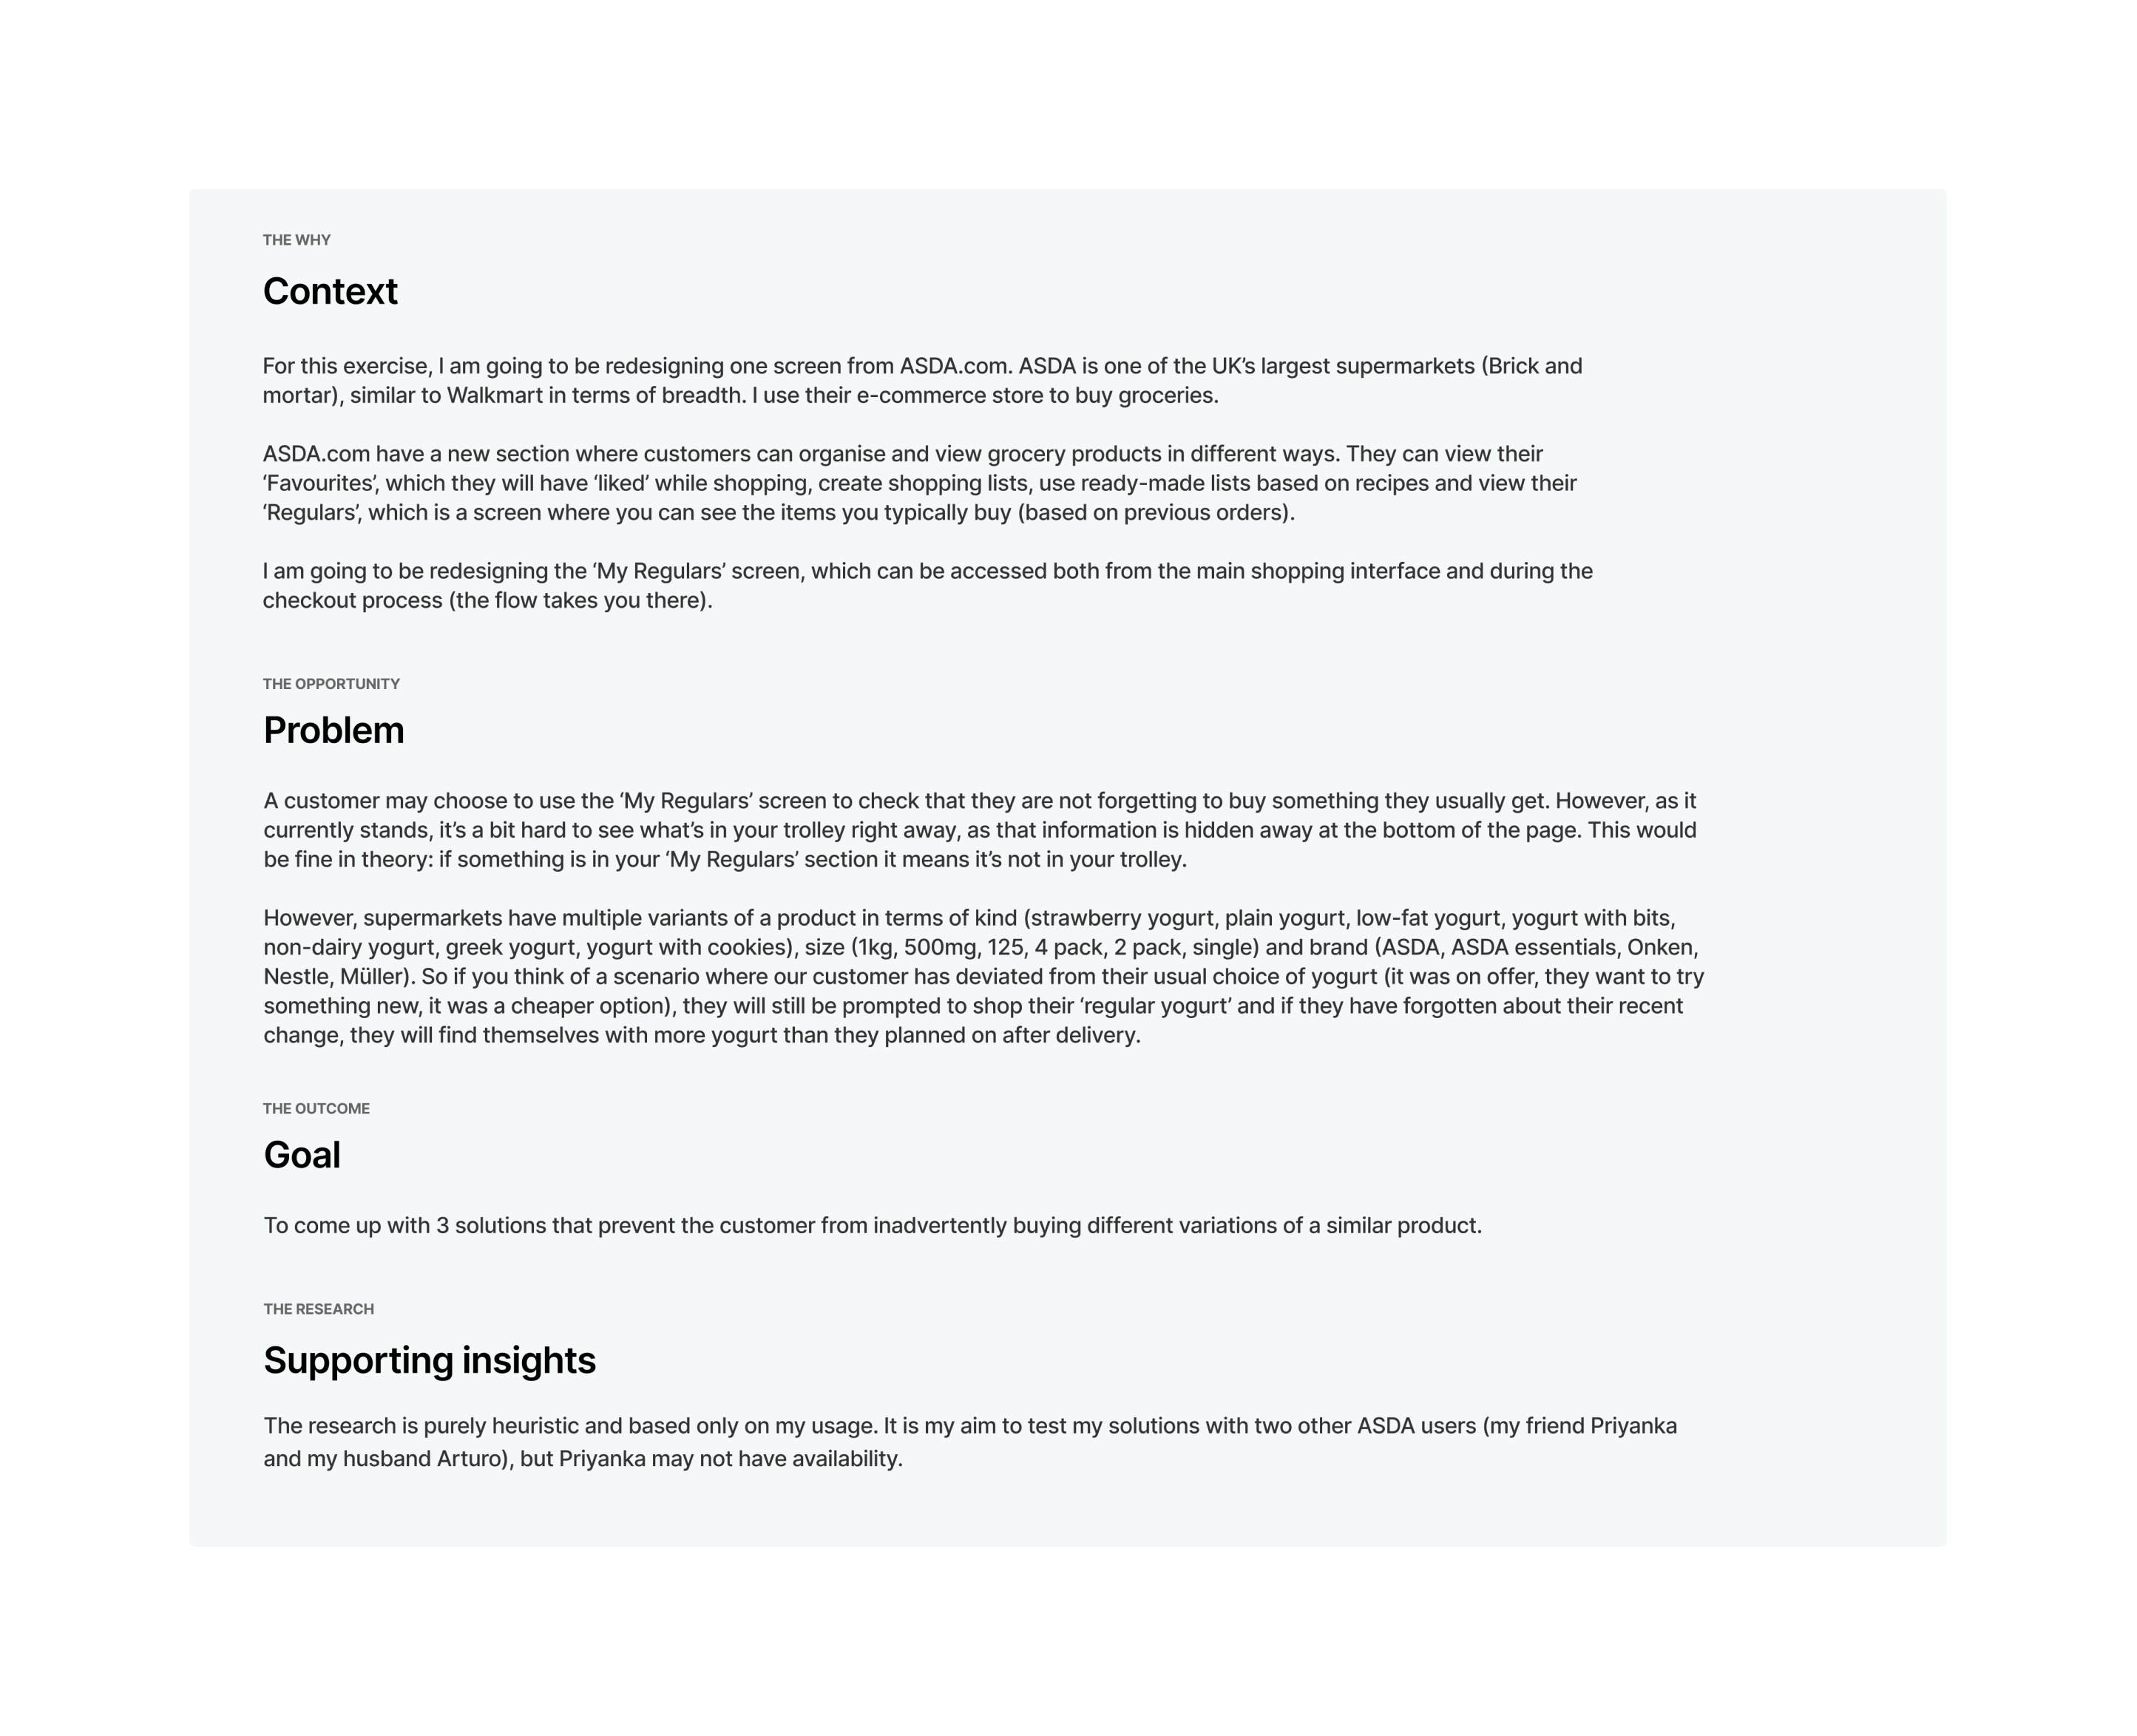 THE WHY
Context
For this exercise, I am going to be redesigning one screen from ASDA.com. ASDA is one of the UK’s largest supermarkets (Brick and
mortar), similar to Walkmart in terms of breadth. I use their e-commerce store to buy groceries.
ASDA.com have a new section where customers can organise and view grocery products in different ways. They can view their
‘Favourites’, which they will have ‘liked’ while shopping, create shopping lists, use ready-made lists based on recipes and view their
‘Regulars’, which is a screen where you can see the items you typically buy (based on previous orders).
I am going to be redesigning the ‘My Regulars’ screen, which can be accessed both from the main shopping interface and during the
checkout process (the flow takes you there).
THE OPPORTUNITY
Problem
A customer may choose to use the ‘My Regulars’ screen to check that they are not forgetting to buy something they usually get. However, as it
currently stands, it’s a bit hard to see what’s in your trolley right away, as that information is hidden away at the bottom of the page. This would
be fine in theory: if something is in your ‘My Regulars’ section it means it’s not in your trolley.
However, supermarkets have multiple variants of a product in terms of kind (strawberry yogurt, plain yogurt, low-fat yogurt, yogurt with bits,
non-dairy yogurt, greek yogurt, yogurt with cookies), size (1kg, 500mg, 125, 4 pack, 2 pack, single) and brand (ASDA, ASDA essentials, Onken,
Nestle, Müller). So if you think of a scenario where our customer has deviated from their usual choice of yogurt (it was on offer, they want to try
something new, it was a cheaper option), they will still be prompted to shop their ‘regular yogurt’ and if they have forgotten about their recent
change, they will find themselves with more yogurt than they planned on after delivery.
THE OUTCOME
Goal
To come up with 3 solutions that prevent the customer from inadvertently buying different variations of a similar product.
THE RESEARCH
Supporting insights
The research is purely heuristic and based only on my usage. It is my aim to test my solutions with two other ASDA users (my friend Priyanka
and my husband Arturo), but Priyanka may not have availability.